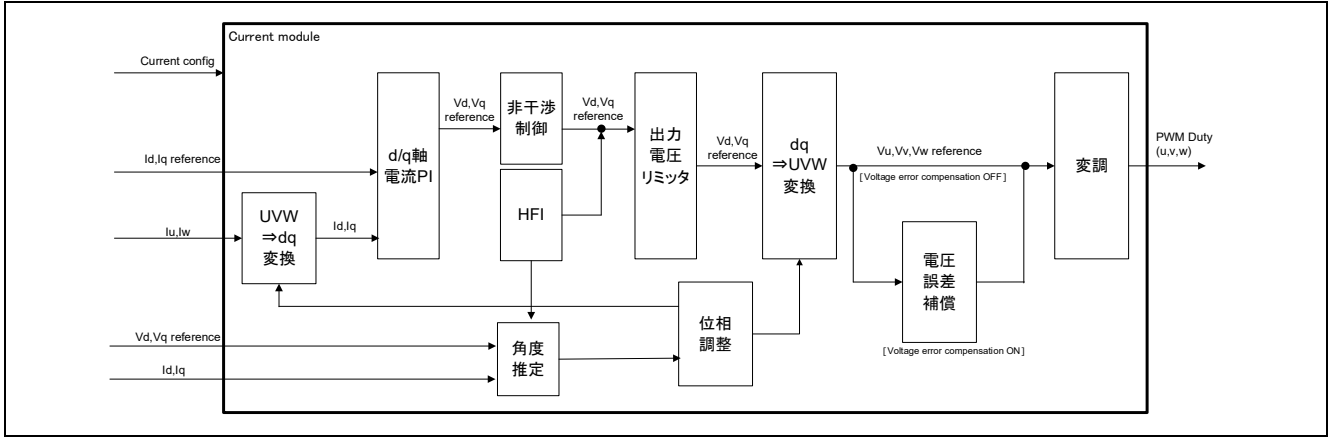 Current module
Current config
Id,Iq reference
Iu,Iw
Vd,Vq reference
Id,Iq
UVW
⇒dq
変換
Id,Iq
d/q軸
電流PI
Vd,Vq
reference
非干渉
制御
HFI
Vd,Vq
reference
出力
電圧
リミッタ
Vd,Vq
reference
dq
⇒UVW
変換
角度
推定
位相
調整
Vu,Vv,Vw reference
[Voltage error compensation OFF]
電圧
誤差
補償
[Voltage error compensation ON]
変調
PWM Duty
(u,v,w)